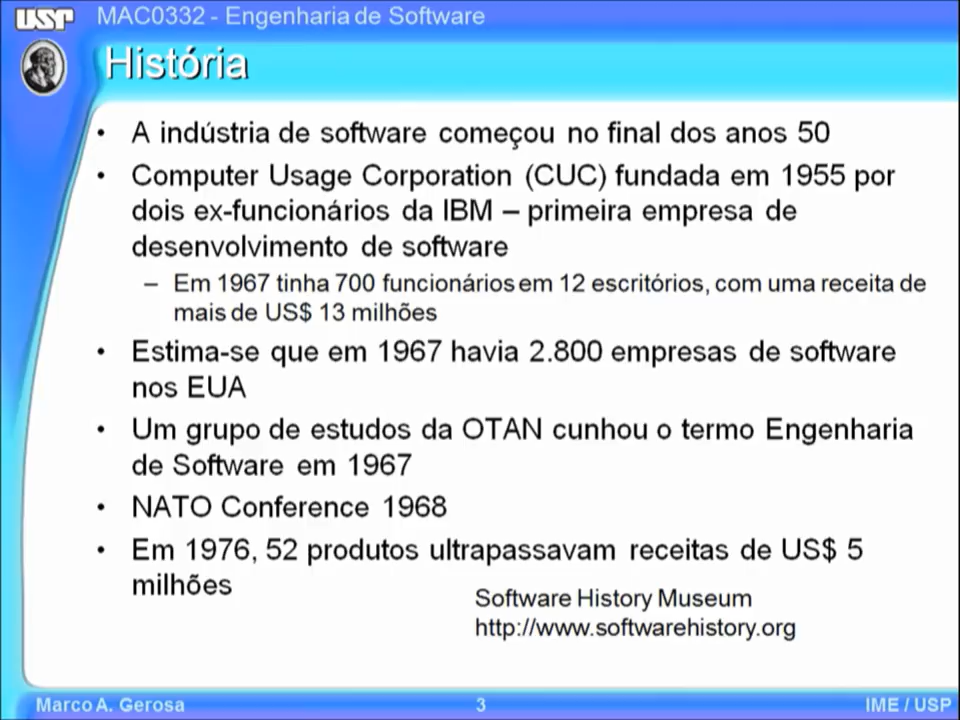 USP MAC0332 - Engenharia de Software
História
• A indústria de software começou no final dos anos 50
• Computer Usage Corporation (CUC) fundada em 1955 por
dois ex-funcionários da IBM – primeira empresa de
desenvolvimento de software
– Em 1967 tinha 700 funcionários em 12 escritórios, com uma receita de
mais de US$ 13 milhões
• Estima-se que em 1967 havia 2.800 empresas de software
nos EUA
• Um grupo de estudos da OTAN cunhou o termo Engenharia
de Software em 1967
• NATO Conference 1968
• Em 1976, 52 produtos ultrapassavam receitas de US$ 5
milhões
Software History Museum
http://www.softwarehistory.org
Marco A. Gerosa 3 IME / USP